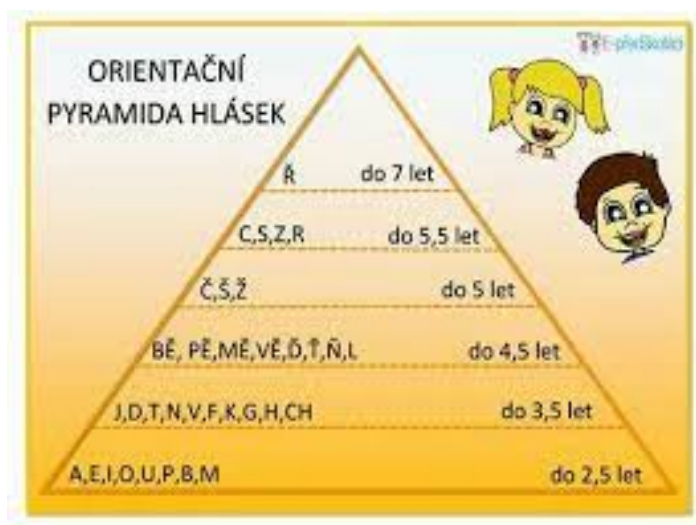 ORIENTAČNÍ
PYRAMIDA HLÁSEK
Ř do 7 let
C,S,Z,R do 5,5 let
Č,Š,Ž do 5 let
BĚ, PĚ,MĚ,VĚ,Ď,Ť,Ň,L do 4,5 let
J,D,T,N,V,F,K,G,H,CH do 3,5 let
A,E,I,O,U,P,B,M do 2,5 let